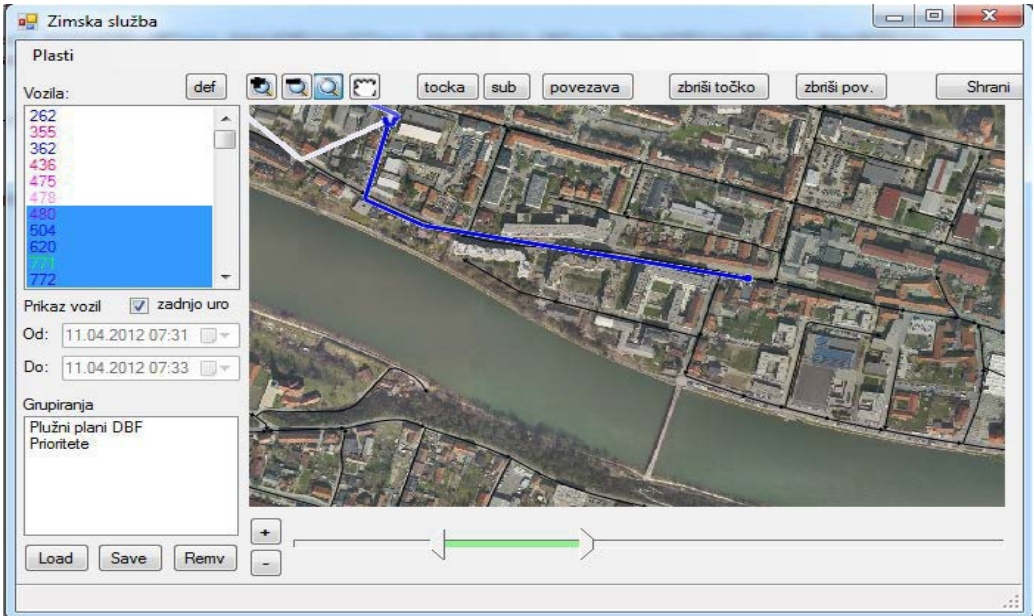 Zimska služba
Plasti
Vozila:
def
tocka
sub
povezava
zbriši točko
zbriši pov.
Shrani
262
355
362
436
475
478
480
504
620
771
772
Prikaz vozil
zadnjo uro
Od:
11.04.2012 07:31
Do:
11.04.2012 07:33
Grupiranja
Plužni plani DBF
Prioritete
Load
Save
Remv
+
-